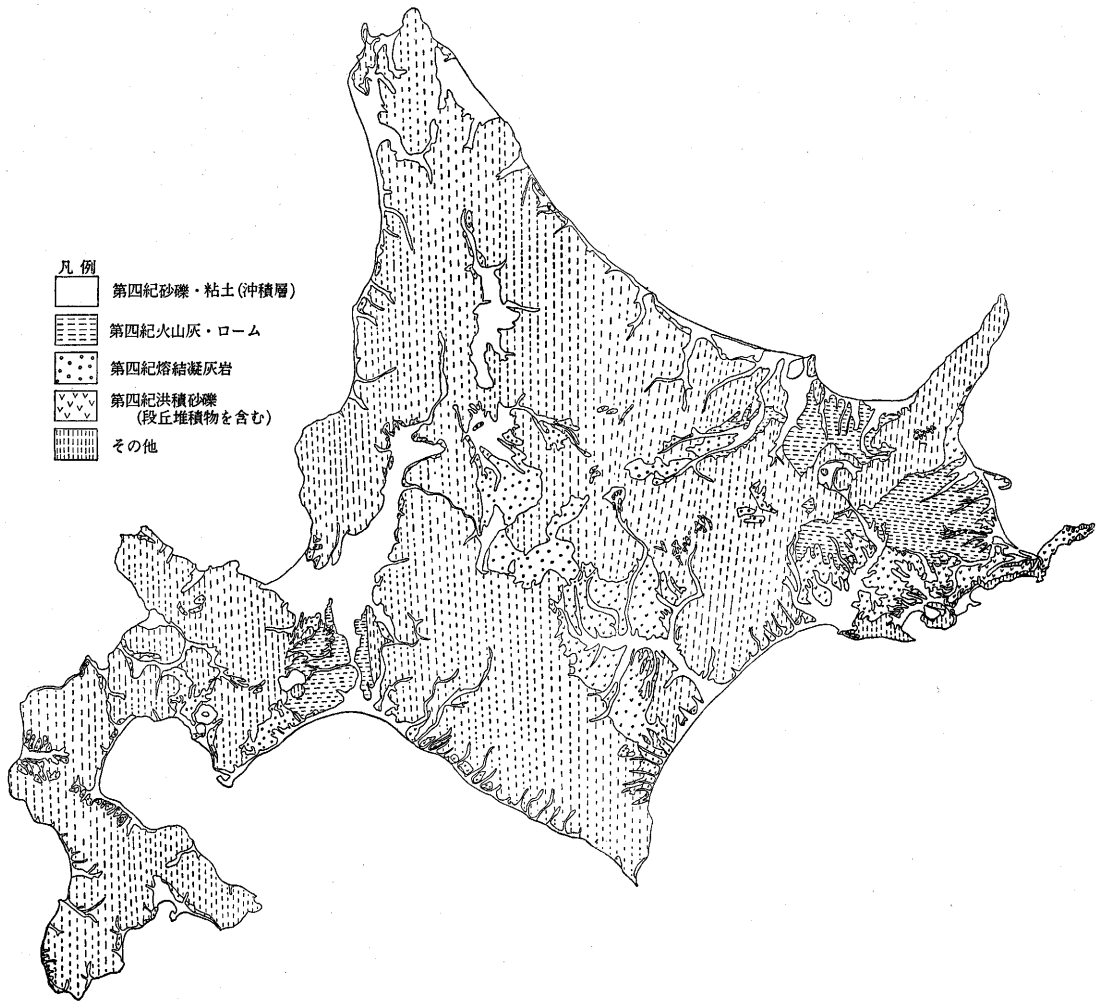 凡例
第四紀砂礫・粘土(沖積層)
第四紀火山灰・ローム
第四紀熔結凝灰岩
第四紀洪積砂礫
(段丘堆積物を含む)
その他